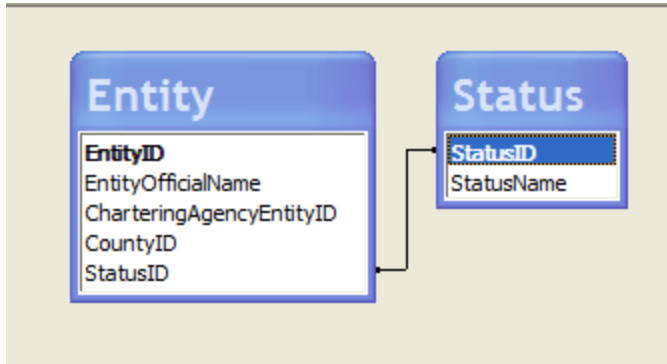 Entity
EntityID
EntityOfficialName
CharteringAgencyEntityID
CountyID
StatusID
Status
StatusID
StatusName